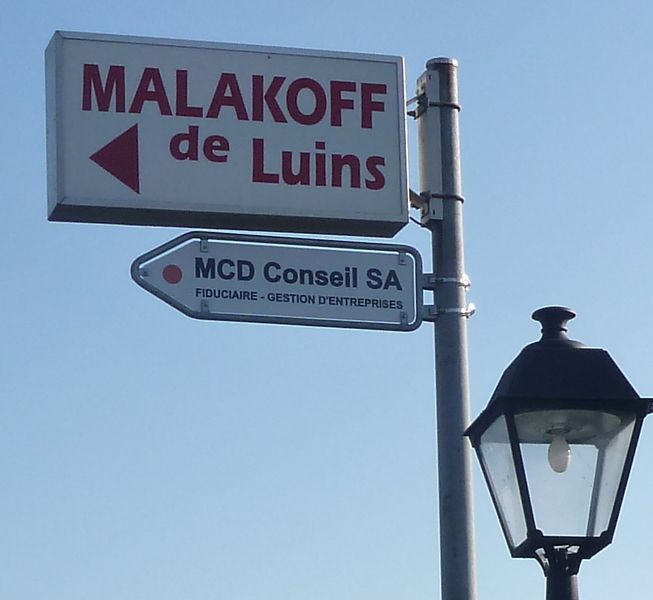 MALAKOFF
de Luins
MCD Conseil SA
FIDUCIAIRE - GESTION D'ENTREPRISES